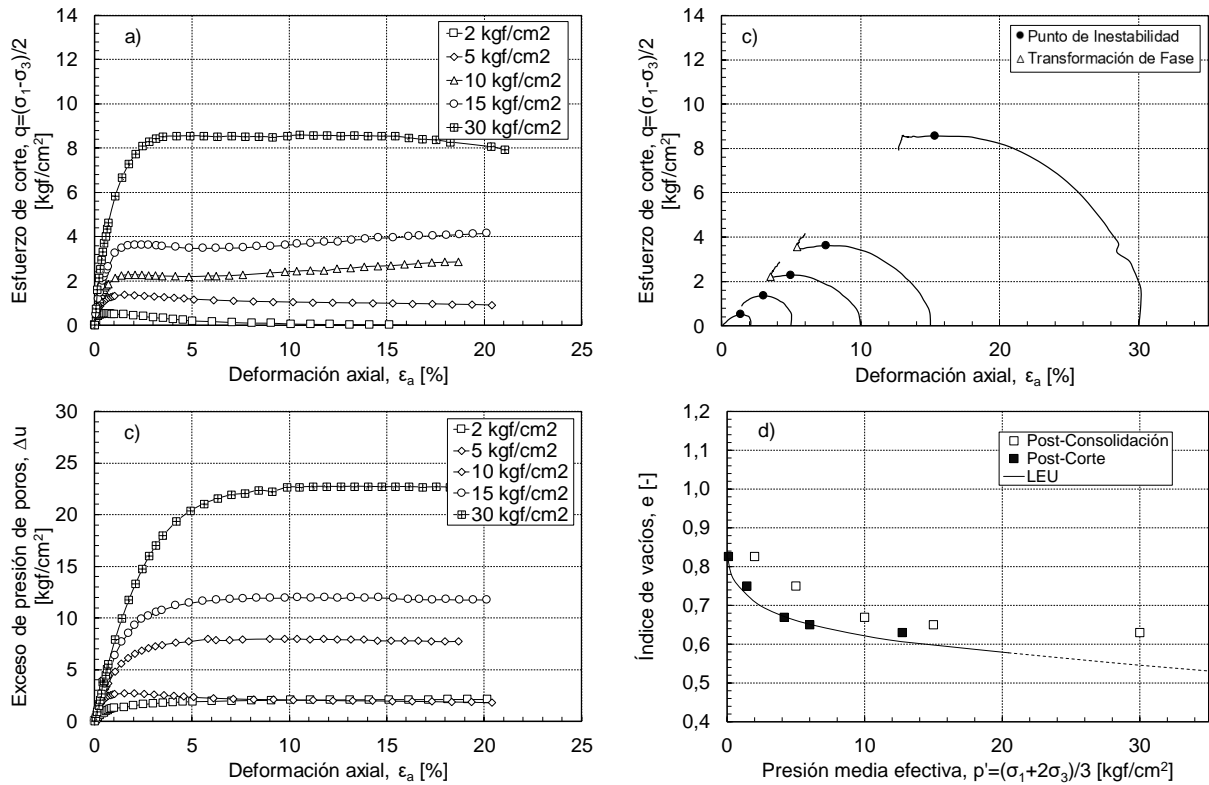 a)
2 kgf/cm2
5 kgf/cm2
10 kgf/cm2
15 kgf/cm2
30 kgf/cm2
Esfuerzo de corte, q=(σ1-σ3)/2
[kgf/cm²]
14
12
10
8
6
4
2
0
0 5 10 15 20 25
Deformación axial, εa [%]
c)
Punto de Inestabilidad
Transformación de Fase
Esfuerzo de corte, q=(σ1-σ3)/2
[kgf/cm²]
14
12
10
8
6
4
2
0
0 10 20 30
Deformación axial, εa [%]
c)
2 kgf/cm2
5 kgf/cm2
10 kgf/cm2
15 kgf/cm2
30 kgf/cm2
Exceso de presión de poros, Δu
[kgf/cm²]
30
25
20
15
10
5
0
0 5 10 15 20 25
Deformación axial, εa [%]
d)
Post-Consolidación
Post-Corte
LEU
Índice de vacíos, e [-]
1,2
1,1
1,0
0,9
0,8
0,7
0,6
0,5
0,4
0 10 20 30
Presión media efectiva, p'=(σ1+2σ3)/3 [kgf/cm²]